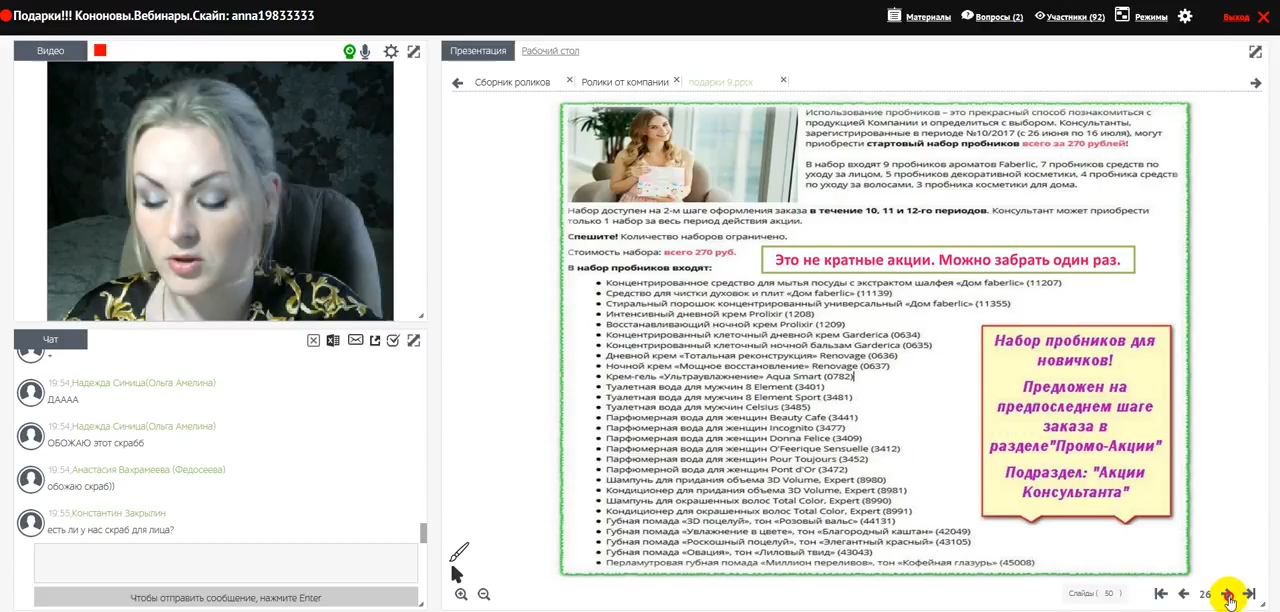 Подарки!!! Кононовы.Вебинары.Скайп: anna19833333
Материалы
Вопросы (2)
Участники (92)
Режимы
Выход
Видео
Презентация
Рабочий стол
Сборник роликов
Ролики от компании
подарки 9.ppsx
Использование пробников – это прекрасный способ познакомиться с
продукцией Компании и определиться с выбором. Консультанты,
зарегистрированные в периоде №10/2017 (с 26 июня по 16 июля), могут
приобрести стартовый набор пробников всего за 270 рублей!
В набор входят 9 пробников ароматов Faberlic, 7 пробников средств по
уходу за лицом, 5 пробников декоративной косметики, 4 пробника средств
по уходу за волосами, 3 пробника косметики для дома.
Набор доступен на 2-м шаге оформления заказа в течение 10, 11 и 12-го периодов. Консультант может приобрести
только 1 набор за весь период действия акции.
Спешите! Количество наборов ограничено.
Стоимость набора: всего 270 руб.
Это не кратные акции. Можно забрать один раз.
В набор пробников входят:
Концентрированное средство для мытья посуды с экстрактом шалфея «Дом faberlic» (11207)
Средство для чистки духовок и плит «Дом faberlic» (11139)
Стиральный порошок концентрированный универсальный «Дом faberlic» (11355)
Интенсивный дневной крем Prolixir (1208)
Восстанавливающий ночной крем Prolixir (1209)
Концентрированный клеточный дневной крем Garderica (0634)
Концентрированный клеточный ночной бальзам Garderica (0635)
Дневной крем «Тотальная реконструкция» Renovage (0636)
Ночной крем «Мощное восстановление» Renovage (0637)
Крем-гель «Ультраувлажнение» Aqua Smart (0782)
Туалетная вода для мужчин 8 Element (3401)
Туалетная вода для мужчин 8 Element Sport (3481)
Туалетная вода для мужчин Celsius (3485)
Парфюмерная вода для женщин Beauty Cafe (3441)
Парфюмерная вода для женщин Incognito (3477)
Парфюмерная вода для женщин Donna Felice (3409)
Парфюмерная вода для женщин O'Feerique Sensuelle (3412)
Парфюмерная вода для женщин Pour Toujours (3452)
Парфюмерной вода для женщин Pont d'Or (3472)
Шампунь для придания объема 3D Volume, Expert (8980)
Кондиционер для придания объема 3D Volume, Expert (8981)
Шампунь для окрашенных волос Total Color, Expert (8990)
Кондиционер для окрашенных волос Total Color, Expert (8991)
Губная помада «3D поцелуй», тон «Розовый вальс» (44131)
Губная помада «Увлажнение в цвете», тон «Благородный каштан» (42049)
Губная помада «Роскошный поцелуй», тон «Элегантный красный» (43105)
Губная помада «Овация», тон «Лиловый твид» (43043)
Перламутровая губная помада «Миллион переливов», тон «Кофейная глазурь» (45008)
Набор пробников для
новичков!
Предложен на
предпоследнем шаге
заказа в
разделе"Промо-Акции"
Подраздел: "Акции
Консультанта"
Слайды ( 50 )
26
Чат
19:54,Надежда Синица(Ольга Амелина)
ДАААА
19:54,Надежда Синица(Ольга Амелина)
ОБОЖАЮ этот скрабб
19:54,Анастасия Вахрамеева (Федосеева)
обожаю скраб))
19:55,Константин Закрылин
есть ли у нас скраб для лица?
Чтобы отправить сообщение, нажмите Enter